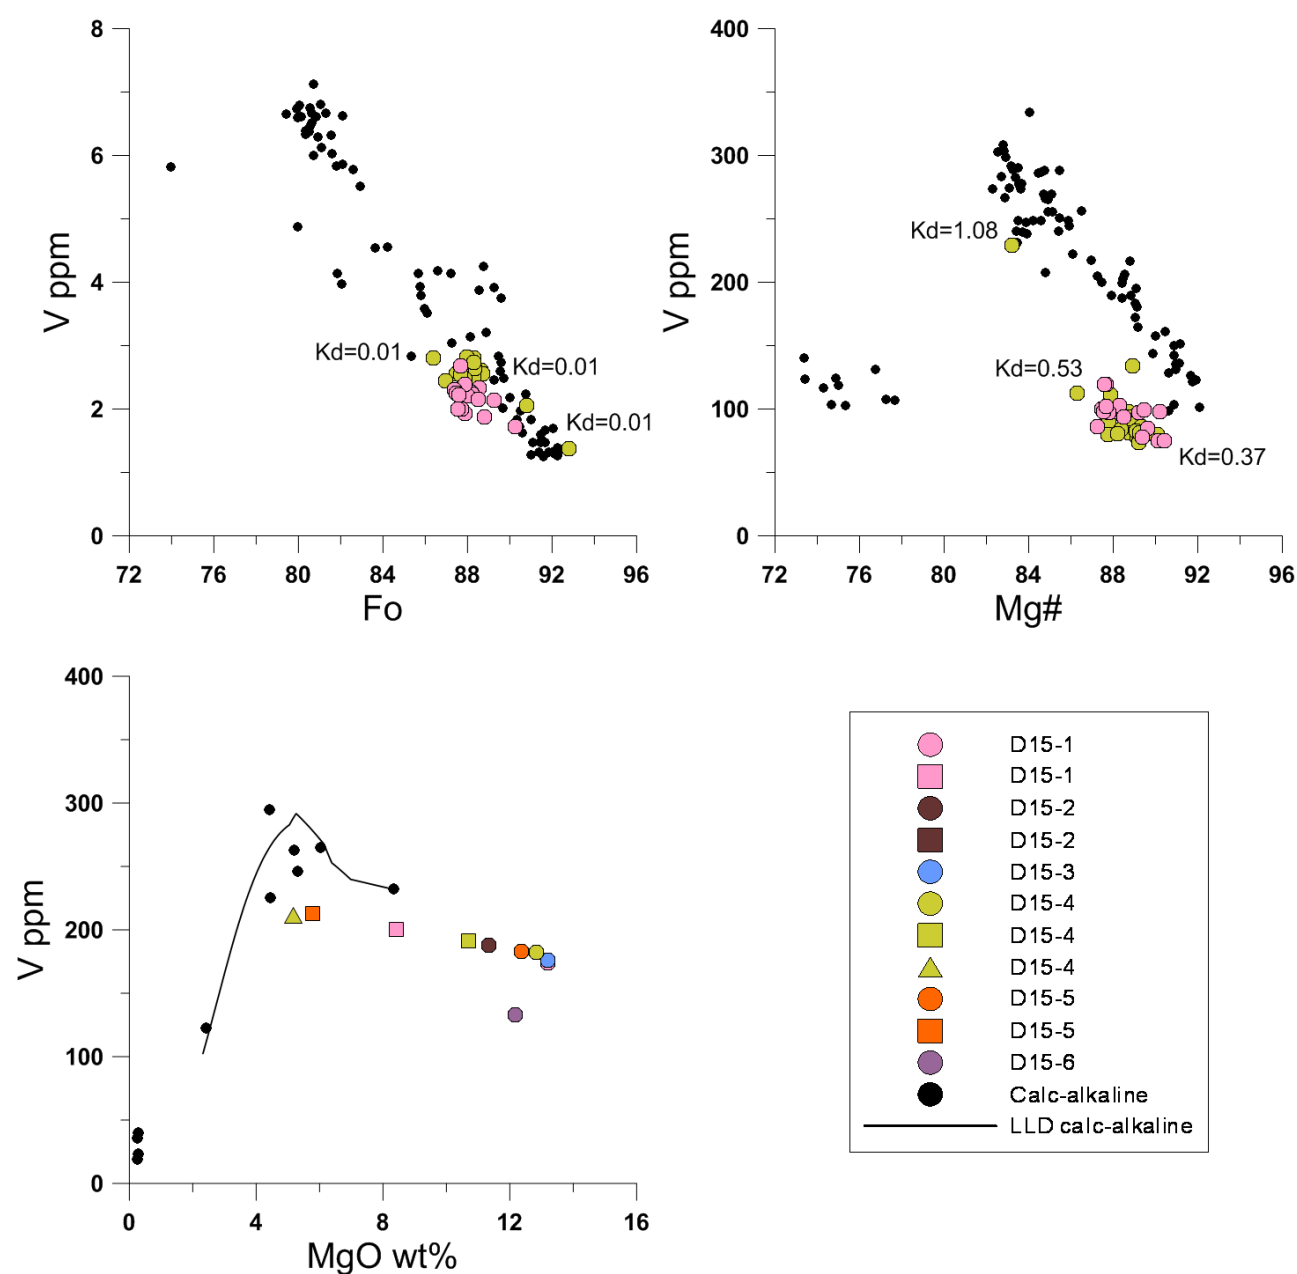 8
6
4
2
0
V ppm
Kd=0.01
Kd=0.01
Kd=0.01
72 76 80 84 88 92 96
Fo
400
300
200
100
0
V ppm
Kd=1.08
Kd=0.53
Kd=0.37
72 76 80 84 88 92 96
Mg#
400
300
200
100
0
V ppm
0 4 8 12 16
MgO wt%
D15-1
D15-1
D15-2
D15-2
D15-3
D15-4
D15-4
D15-4
D15-5
D15-5
D15-6
Calc-alkaline
LLD calc-alkaline